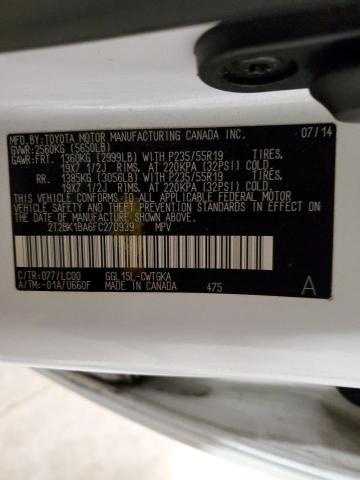 MFD. BY: TOYOTA MOTOR MANUFACTURING CANADA INC. 07/14
GVWR: 2560KG (5650LB)
GAWR: FRT. 1360KG (2999LB) WITH P235/55R19 TIRES,
19X7 1/2J RIMS, AT 220KPA (32PSI) COLD.
RR. 1385KG (3056LB) WITH P235/55R19 TIRES,
19X7 1/2J RIMS, AT 220KPA (32PSI) COLD.
THIS VEHICLE CONFORMS TO ALL APPLICABLE FEDERAL MOTOR
VEHICLE SAFETY STANDARDS IN EFFECT ON THE DATE OF
MANUFACTURE SHOWN ABOVE.
2T2BK1BA6FC270939 MPV
C/TR: 077/LC00 GGL15L-CWTGKA A
A/TM: -01A/U660F MADE IN CANADA 475